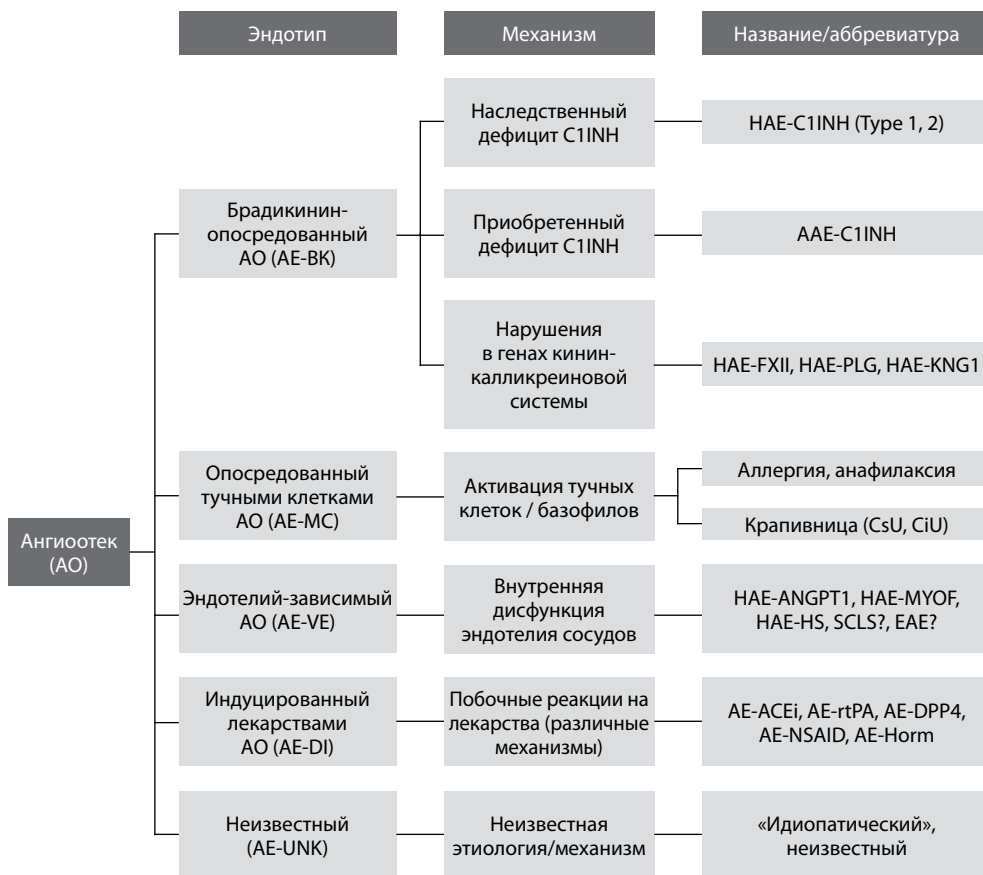 Эндотип
Механизм
Название/аббревиатура
Ангиоотек
(АО)
Брадикинин-
опосредованный
АО (AE-BK)
Наследственный
дефицит C1INH
HAE-C1INH (Type 1, 2)
Приобретенный
дефицит C1INH
AAE-C1INH
Нарушения
в генах кинин-
калликреиновой
системы
HAE-FXII, HAE-PLG, HAE-KNG1
Опосредованный
тучными клетками
АО (AE-MC)
Активация тучных
клеток / базофилов
Аллергия, анафилаксия
Крапивница (CsU, CiU)
Эндотелий-зависимый
АО (AE-VE)
Внутренняя
дисфункция
эндотелия сосудов
HAE-ANGPT1, HAE-MYOF,
HAE-HS, SCLS?, EAE?
Индуцированный
лекарствами
АО (AE-DI)
Побочные реакции на
лекарства (различные
механизмы)
AE-ACEi, AE-rtPA, AE-DPP4,
AE-NSAID, AE-Horm
Неизвестный
(AE-UNK)
Неизвестная
этиология/механизм
«Идиопатический»,
неизвестный